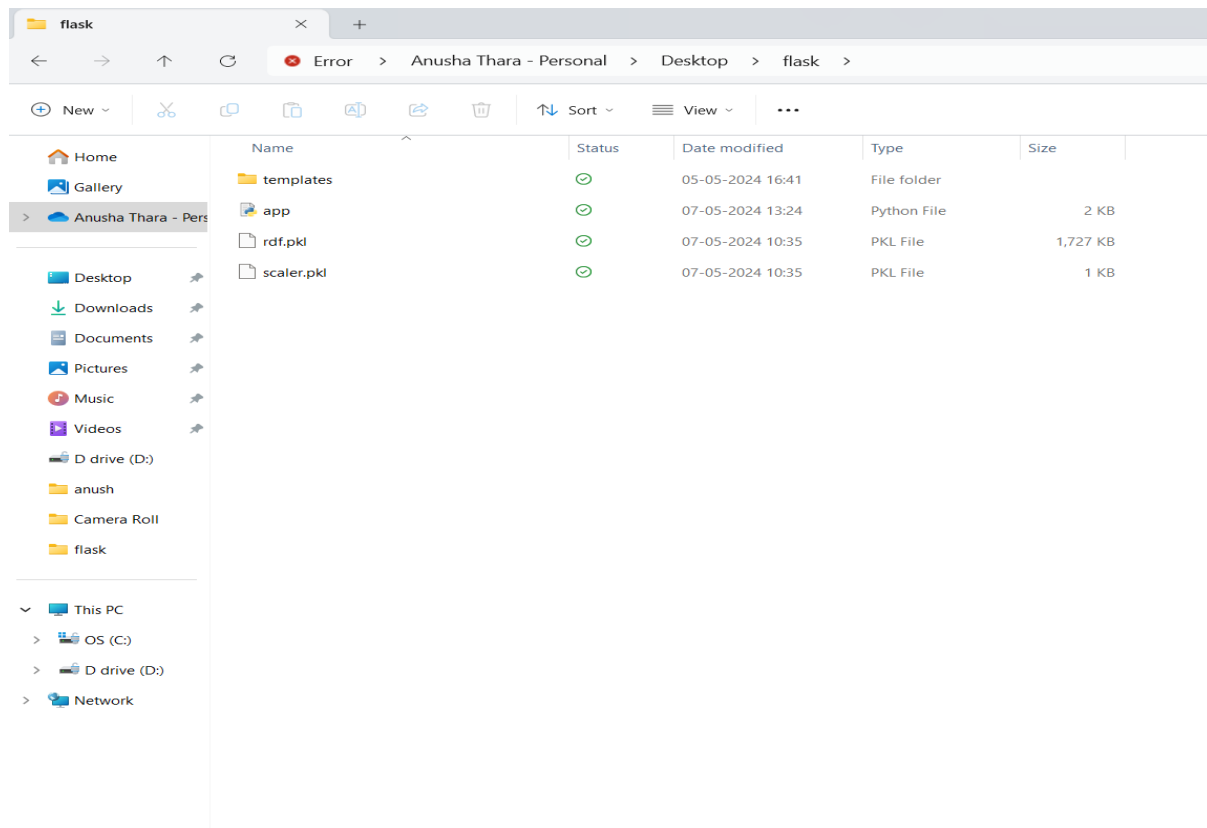 flask
Error > Anusha Thara - Personal > Desktop > flask >
New Sort View ...
Name Status Date modified Type Size
Home
Gallery
> Anusha Thara - Pers
templates 05-05-2024 16:41 File folder
app 07-05-2024 13:24 Python File 2 KB
rdf.pkl 07-05-2024 10:35 PKL File 1,727 KB
scaler.pkl 07-05-2024 10:35 PKL File 1 KB
Desktop
Downloads
Documents
Pictures
Music
Videos
D drive (D:)
anush
Camera Roll
flask
This PC
> OS (C:)
> D drive (D:)
> Network